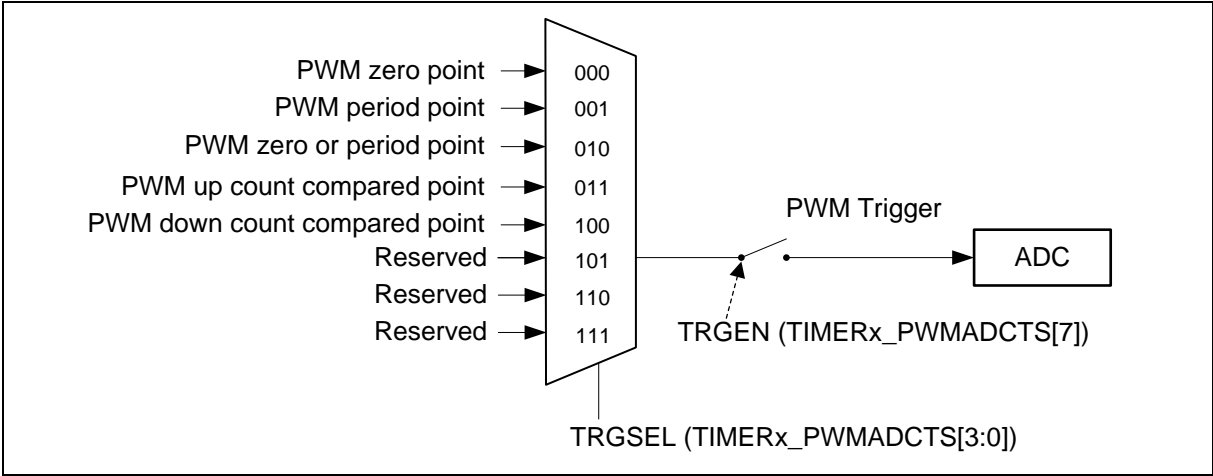 PWM zero point 000
PWM period point 001
PWM zero or period point 010
PWM up count compared point 011
PWM down count compared point 100
Reserved 101
Reserved 110
Reserved 111
PWM Trigger
ADC
TRGEN (TIMERx_PWMADCTS[7])
TRGSEL (TIMERx_PWMADCTS[3:0])